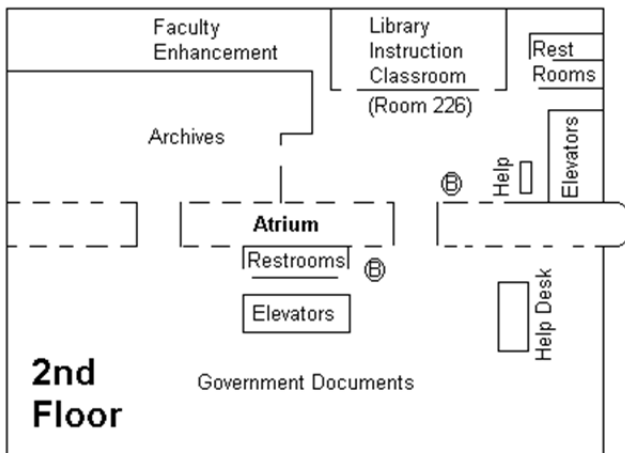 Faculty
Enhancement
Library
Instruction
Classroom
(Room 226)
Rest
Rooms
Archives
Help
Elevators
B
Atrium
Restrooms
B
Elevators
Help Desk
Government Documents
2nd
Floor